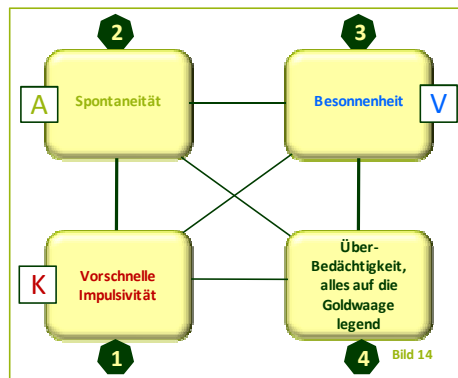 2
3
A
Spontaneität
Besonnenheit
V
K
Vorschnelle
Impulsivität
Über-
Bedächtigkeit,
alles auf die
Goldwaage
legend
1
4
Bild 14